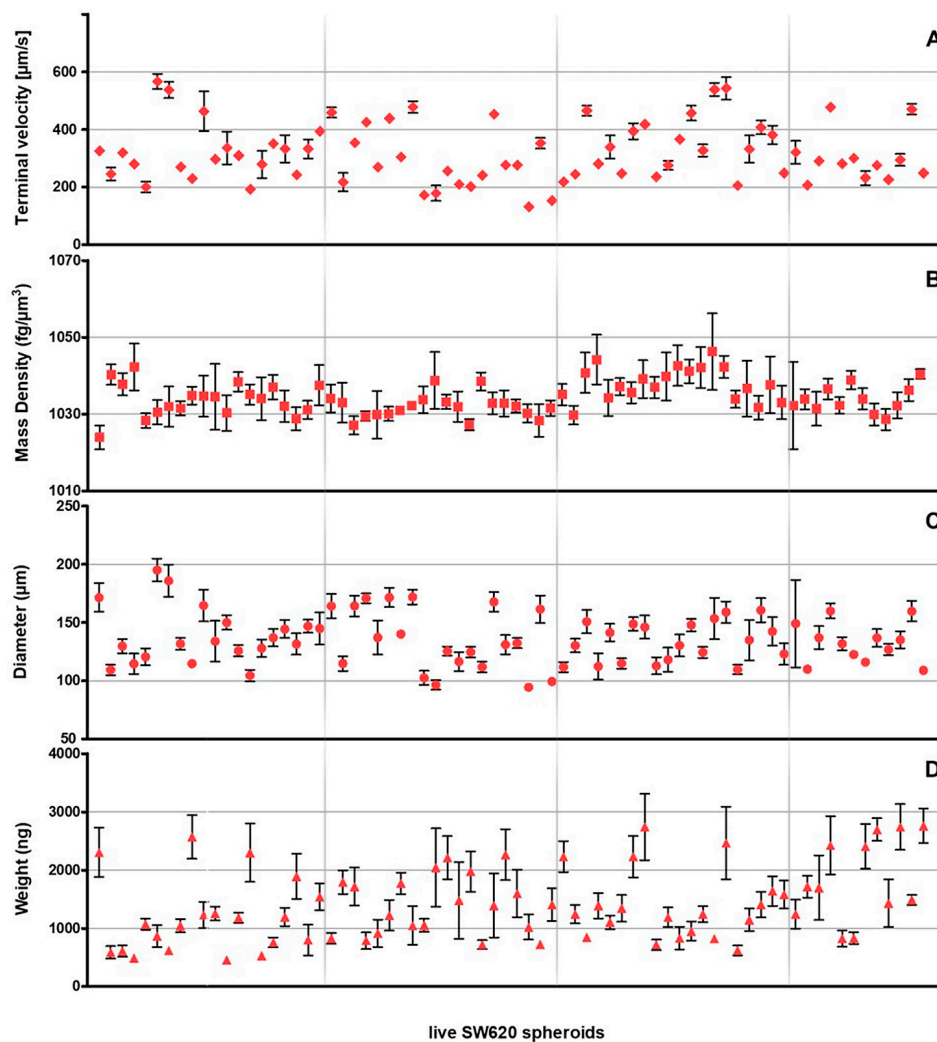 A
Terminal velocity [µm/s]
600
400
200
0
B
Mass Density (fg/µm³)
1070
1050
1030
1010
C
Diameter (µm)
250
200
150
100
50
D
Weight (ng)
4000
3000
2000
1000
0
live SW620 spheroids